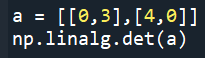 a = [[0,3],[4,0]]
np.linalg.det(a)